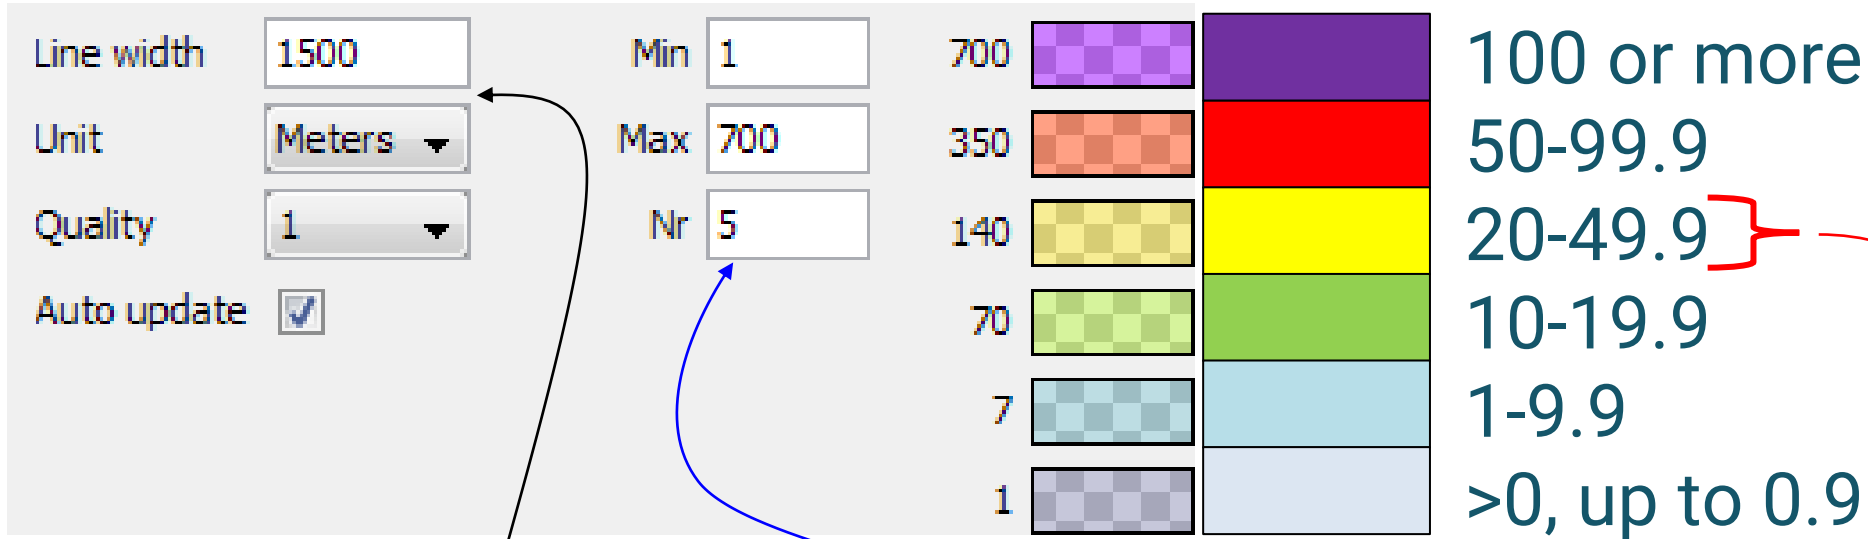 Line width 1500 Min 1 700 100 or more
Unit Meters Max 700 350 50-99.9
Quality 1 Nr 5 140 20-49.9
Auto update 70 10-19.9
7 1-9.9
1 >0, up to 0.9